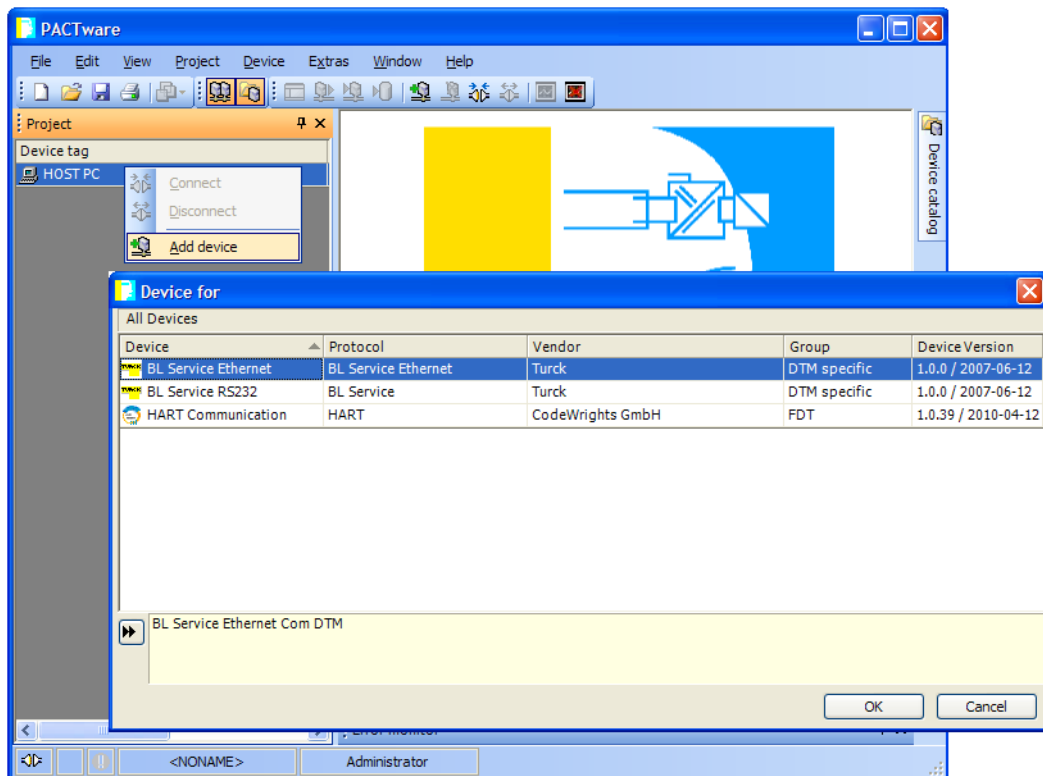 PACTware
File Edit View Project Device Extras Window Help
Project
Device tag
HOST PC
Connect
Disconnect
Add device
Device catalog
Device for
All Devices
Device Protocol Vendor Group Device Version
BL Service Ethernet BL Service Ethernet Turck DTM specific 1.0.0 / 2007-06-12
BL Service RS232 BL Service Turck DTM specific 1.0.0 / 2007-06-12
HART Communication HART CodeWrights GmbH FDT 1.0.39 / 2010-04-12
BL Service Ethernet Com DTM
OK Cancel
Error monitor
<NONAME> Administrator